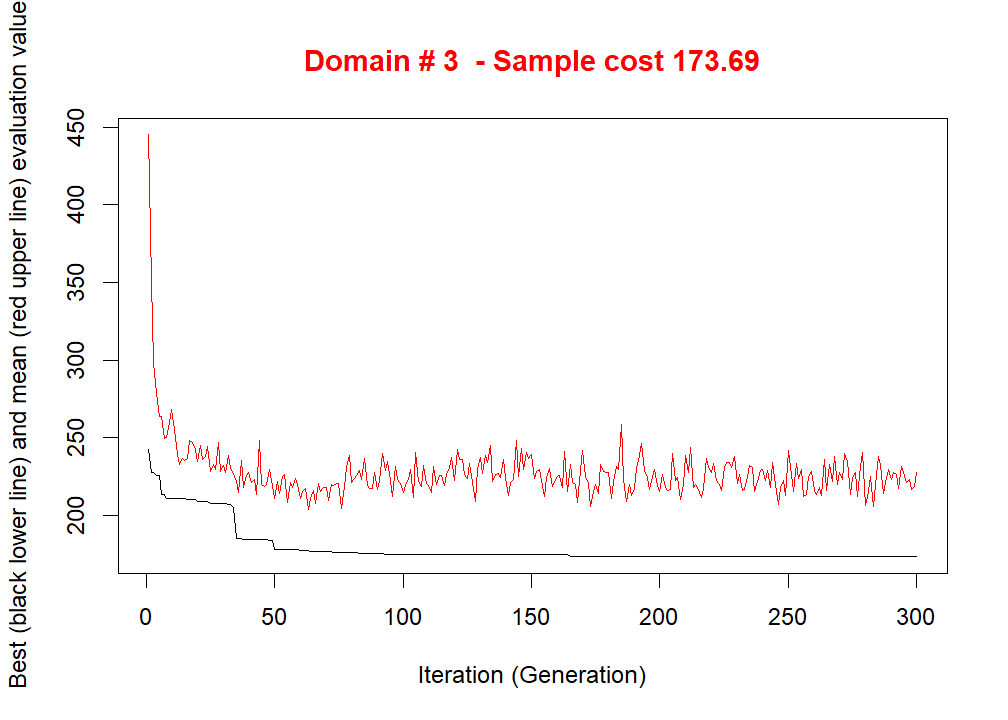 Domain # 3  - Sample cost 173.69
Best (black lower line) and mean (red upper line) evaluation value
450
400
350
300
250
200
0 50 100 150 200 250 300
Iteration (Generation)